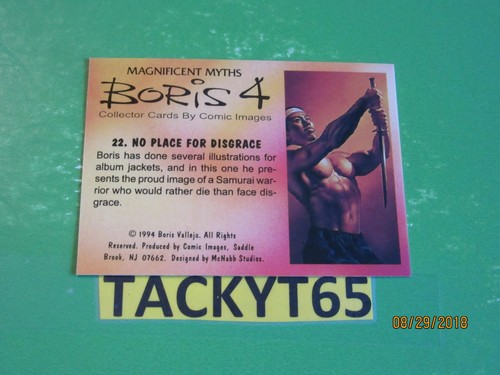 MAGNIFICENT MYTHS
BORIS 4
Collector Cards By Comic Images
22. NO PLACE FOR DISGRACE
Boris has done several illustrations for
album jackets, and in this one he pre-
sents the proud image of a Samurai war-
rior who would rather die than face dis-
grace.
© 1994 Boris Vallejo. All Rights
Reserved. Produced by Comic Images, Saddle
Brook, NJ 07662. Designed by McNabb Studios.
TACKYT65
08/29/2018